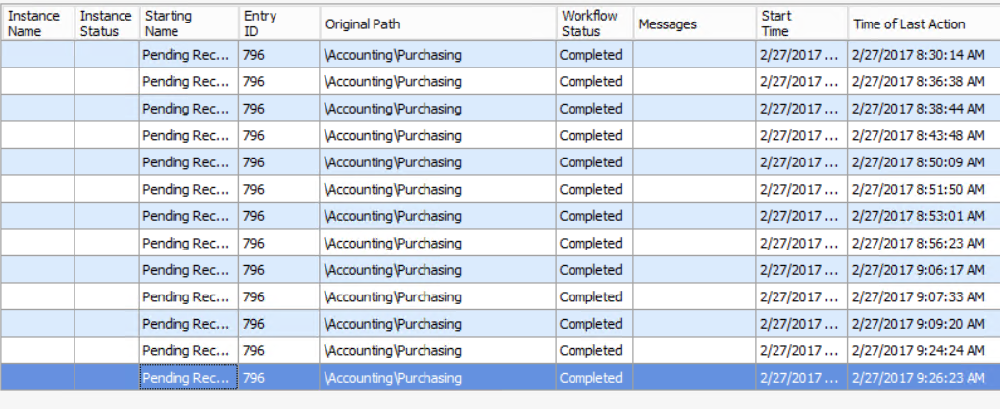 Instance Name Instance Status Starting Name Entry ID Original Path Workflow Status Messages Start Time Time of Last Action
Pending Rec... 796 \Accounting\Purchasing Completed 2/27/2017 ... 2/27/2017 8:30:14 AM
Pending Rec... 796 \Accounting\Purchasing Completed 2/27/2017 ... 2/27/2017 8:36:38 AM
Pending Rec... 796 \Accounting\Purchasing Completed 2/27/2017 ... 2/27/2017 8:38:44 AM
Pending Rec... 796 \Accounting\Purchasing Completed 2/27/2017 ... 2/27/2017 8:43:48 AM
Pending Rec... 796 \Accounting\Purchasing Completed 2/27/2017 ... 2/27/2017 8:50:09 AM
Pending Rec... 796 \Accounting\Purchasing Completed 2/27/2017 ... 2/27/2017 8:51:50 AM
Pending Rec... 796 \Accounting\Purchasing Completed 2/27/2017 ... 2/27/2017 8:53:01 AM
Pending Rec... 796 \Accounting\Purchasing Completed 2/27/2017 ... 2/27/2017 8:56:23 AM
Pending Rec... 796 \Accounting\Purchasing Completed 2/27/2017 ... 2/27/2017 9:06:17 AM
Pending Rec... 796 \Accounting\Purchasing Completed 2/27/2017 ... 2/27/2017 9:07:33 AM
Pending Rec... 796 \Accounting\Purchasing Completed 2/27/2017 ... 2/27/2017 9:09:20 AM
Pending Rec... 796 \Accounting\Purchasing Completed 2/27/2017 ... 2/27/2017 9:24:24 AM
Pending Rec... 796 \Accounting\Purchasing Completed 2/27/2017 ... 2/27/2017 9:26:23 AM